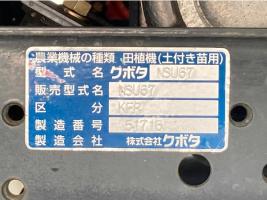 農業機械の種類 田植機(土付き苗用)
型式名 クボタ NSU67
販売型式名 NSU67
区分 KER
製造番号 51716
製造会社 株式会社クボタ